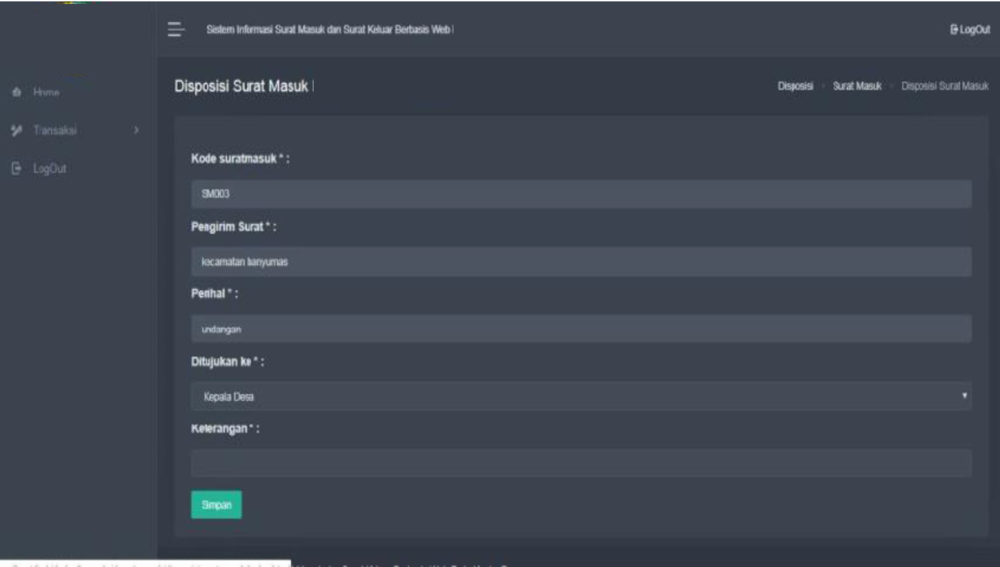 Sistem Informasi Surat Masuk dan Surat Keluar Berbasis Web
LogOut
Home
Transaksi
LogOut
Disposisi Surat Masuk
Disposisi
Surat Masuk
Disposisi Surat Masuk
Kode suratmasuk * :
SM003
Pengirim Surat * :
kecamatan banyumas
Perihal * :
undangan
Ditujukan ke * :
Kepala Desa
Keterangan * :
Simpan